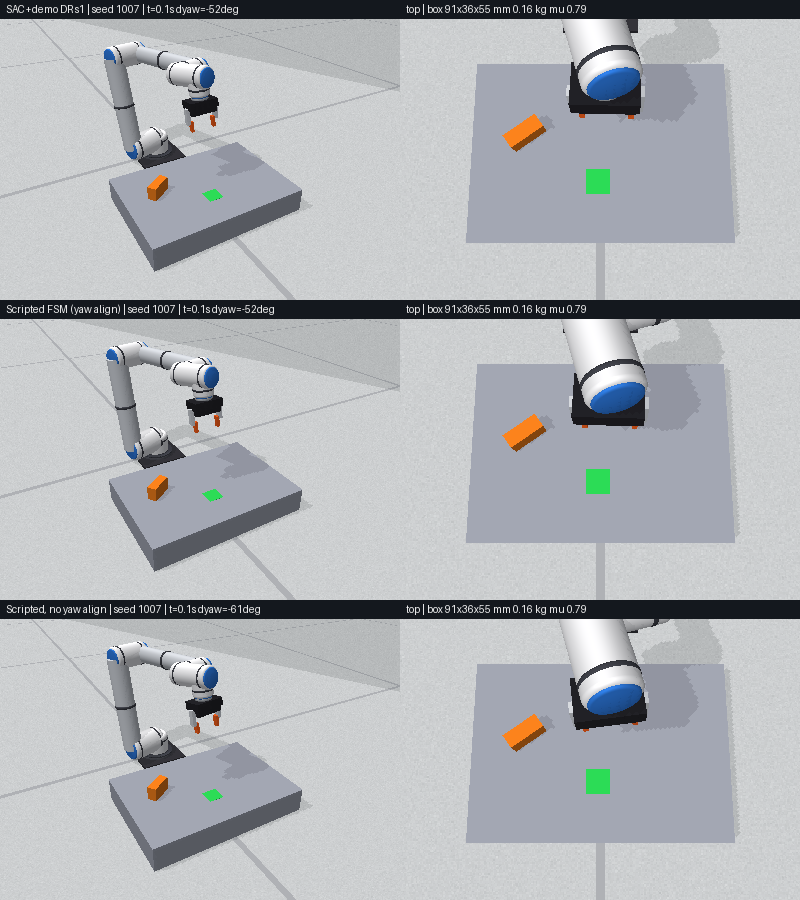 SAC+demo DRs1 | seed 1007 | t=0.1s dyaw=-52deg
top | box 91x36x55 mm 0.16 kg mu 0.79
Scripted FSM (yaw align) | seed 1007 | t=0.1s dyaw=-52deg
top | box 91x36x55 mm 0.16 kg mu 0.79
Scripted, no yaw align | seed 1007 | t=0.1s dyaw=-61deg
top | box 91x36x55 mm 0.16 kg mu 0.79